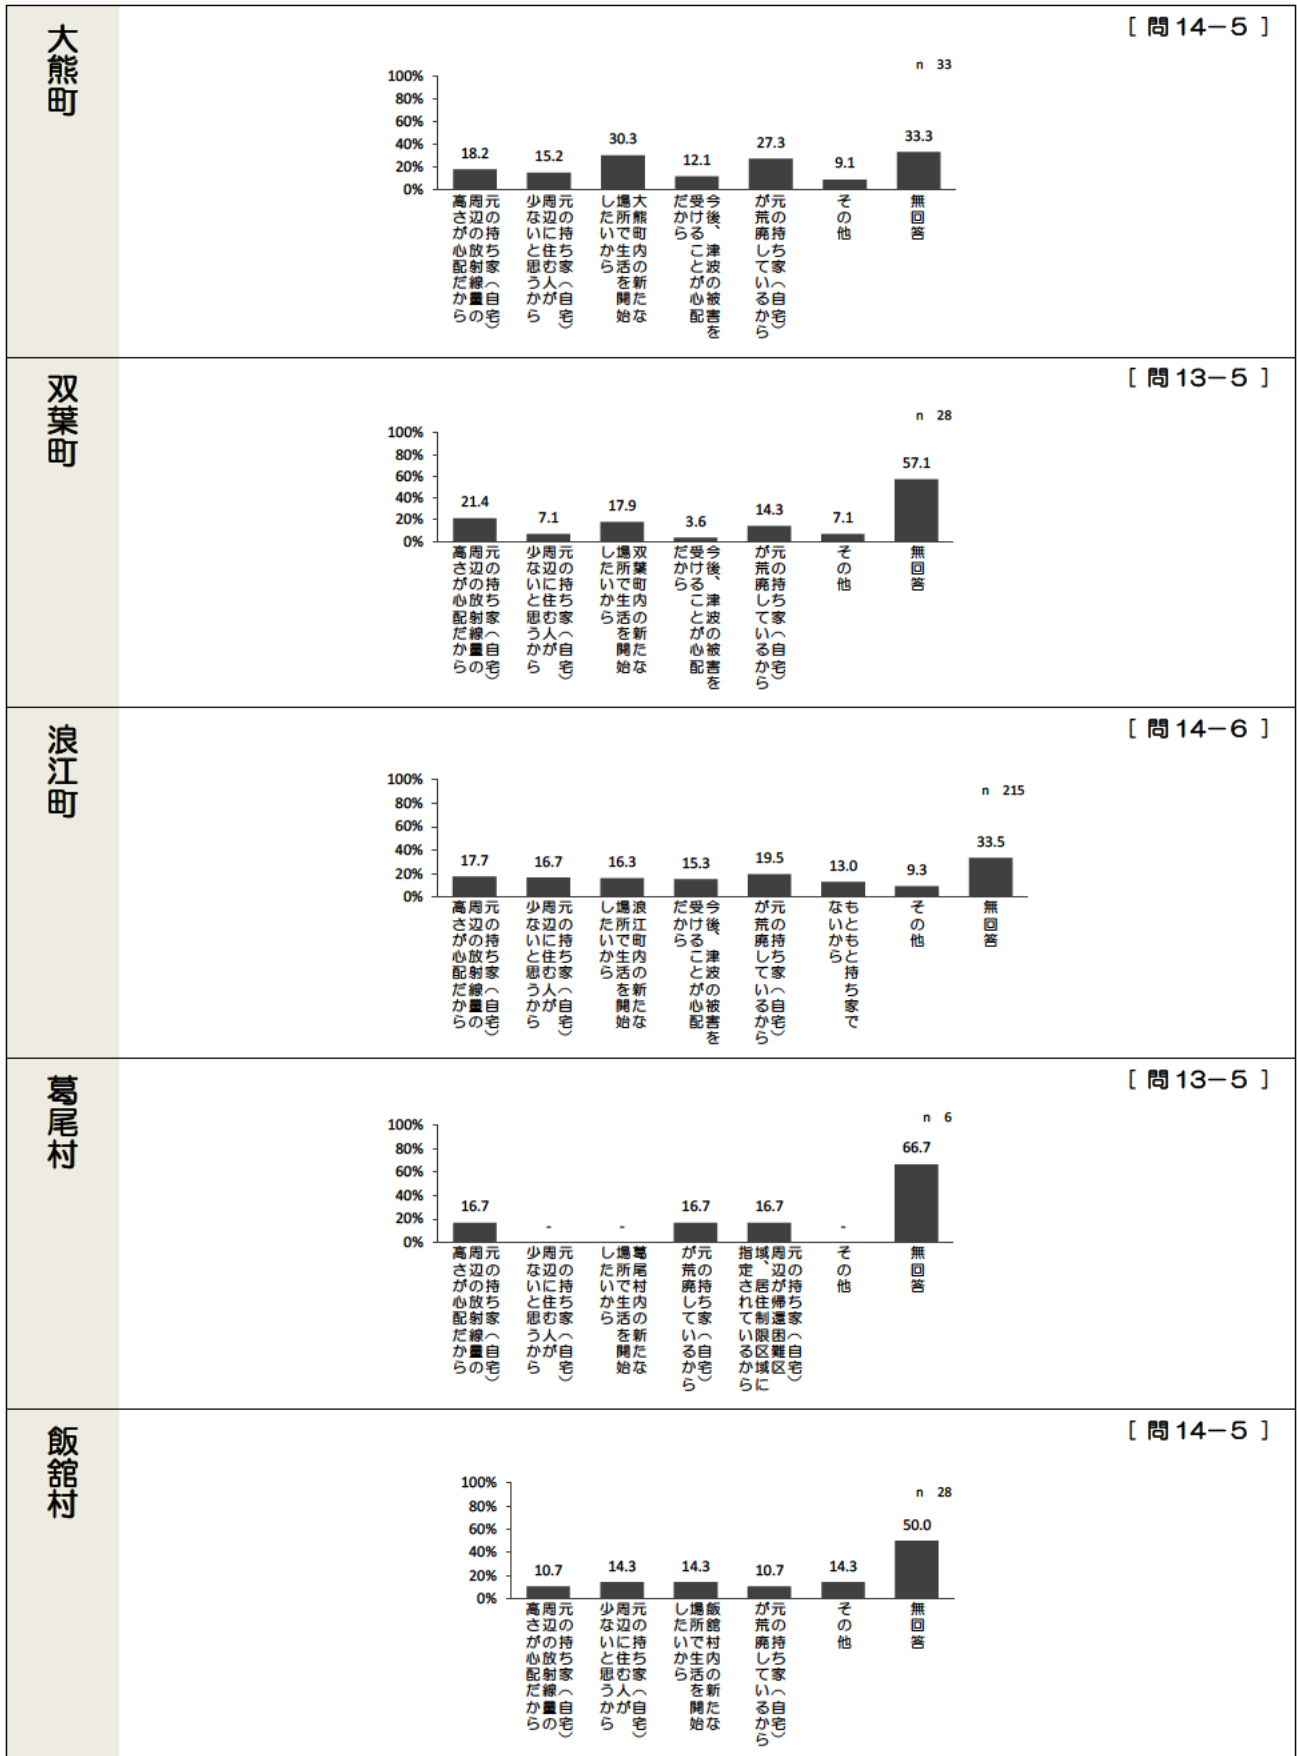 大熊町
[ 問14－5 ]
n 33
100%
80%
60%
40%
20%
0%
18.2
15.2
30.3
12.1
27.3
9.1
33.3
元の持ち家（自宅）
周辺の放射線量の
高さが心配だから
元の持ち家（自宅）
周辺に住む人が
少ないと思うから
大熊町内の新たな
場所で生活を開始
したいから
今後、津波の被害を
受けることが心配
だから
元の持ち家（自宅）
が荒廃しているから
その他
無回答
双葉町
[ 問13－5 ]
n 28
100%
80%
60%
40%
20%
0%
21.4
7.1
17.9
3.6
14.3
7.1
57.1
元の持ち家（自宅）
周辺の放射線量の
高さが心配だから
元の持ち家（自宅）
周辺に住む人が
少ないと思うから
双葉町内の新たな
場所で生活を開始
したいから
今後、津波の被害を
受けることが心配
だから
元の持ち家（自宅）
が荒廃しているから
その他
無回答
浪江町
[ 問14－6 ]
n 215
100%
80%
60%
40%
20%
0%
17.7
16.7
16.3
15.3
19.5
13.0
9.3
33.5
元の持ち家（自宅）
周辺の放射線量の
高さが心配だから
元の持ち家（自宅）
周辺に住む人が
少ないと思うから
浪江町内の新たな
場所で生活を開始
したいから
今後、津波の被害を
受けることが心配
だから
元の持ち家（自宅）
が荒廃しているから
もともと持ち家で
ないから
その他
無回答
葛尾村
[ 問13－5 ]
n 6
100%
80%
60%
40%
20%
0%
16.7
-
-
16.7
16.7
-
66.7
元の持ち家（自宅）
周辺の放射線量の
高さが心配だから
元の持ち家（自宅）
周辺に住む人が
少ないと思うから
葛尾村内の新たな
場所で生活を開始
したいから
元の持ち家（自宅）
が荒廃しているから
元の持ち家（自宅）
周辺が帰還困難区
域、居住制限区域に
指定されているから
その他
無回答
飯舘村
[ 問14－5 ]
n 28
100%
80%
60%
40%
20%
0%
10.7
14.3
14.3
10.7
14.3
50.0
元の持ち家（自宅）
周辺の放射線量の
高さが心配だから
元の持ち家（自宅）
周辺に住む人が
少ないと思うから
飯舘村内の新たな
場所で生活を開始
したいから
元の持ち家（自宅）
が荒廃しているから
その他
無回答